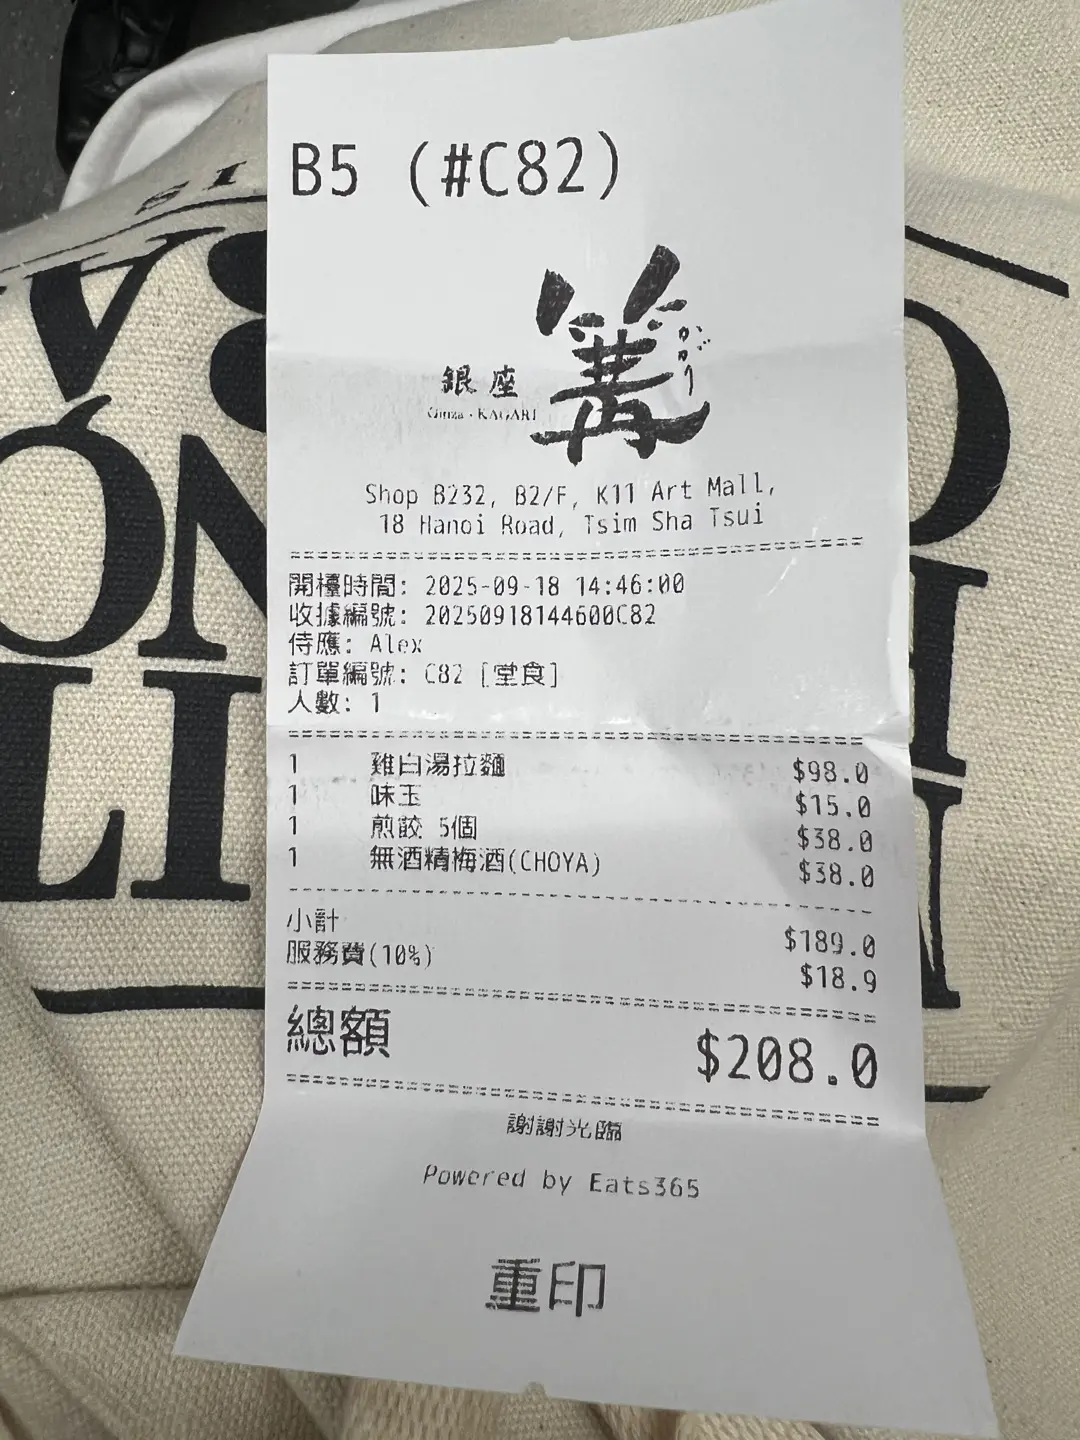 B5 (#C82)
篝
かがり
銀座
Ginza · KAGARI
Shop B232, B2/F, K11 Art Mall,
18 Hanoi Road, Tsim Sha Tsui
開檯時間: 2025-09-18 14:46:00
收據編號: 20250918144600C82
侍應: Alex
訂單編號: C82 [堂食]
人數: 1
1 雞白湯拉麵 $98.0
1 味玉 $15.0
1 煎餃 5個 $38.0
1 無酒精梅酒(CHOYA) $38.0
小計 $189.0
服務費(10%) $18.9
總額 $208.0
謝謝光臨
Powered by Eats365
重印